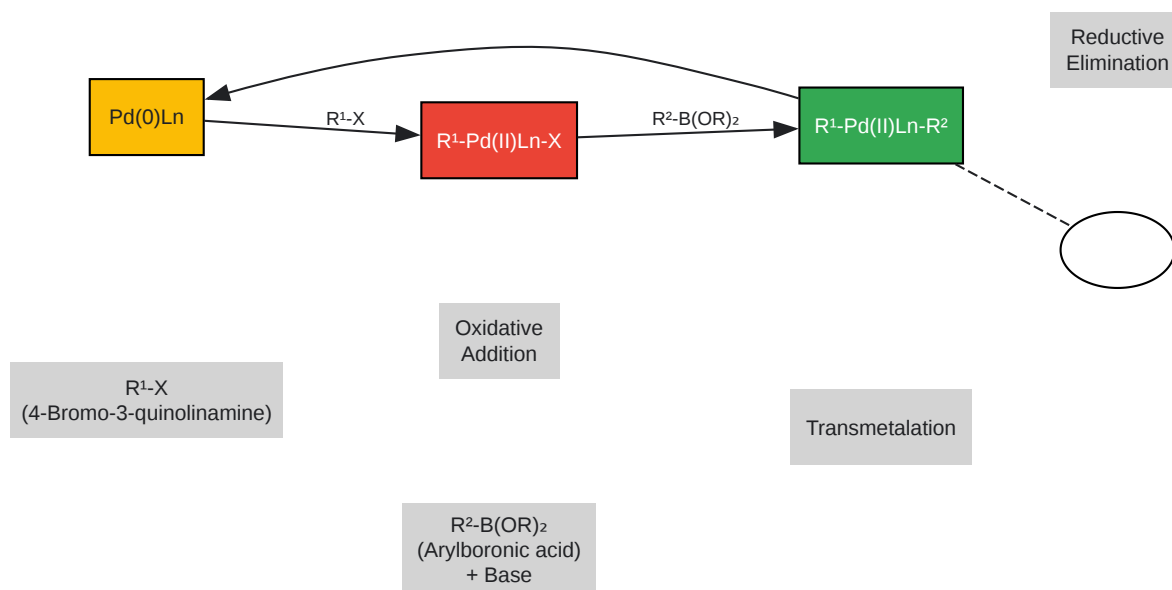 Reductive
Elimination
Pd(0)Ln
R¹-X
R¹-Pd(II)Ln-X
R²-B(OR)₂
R¹-Pd(II)Ln-R²
Oxidative
Addition
R¹-X
(4-Bromo-3-quinolinamine)
Transmetalation
R²-B(OR)₂
(Arylboronic acid)
+ Base